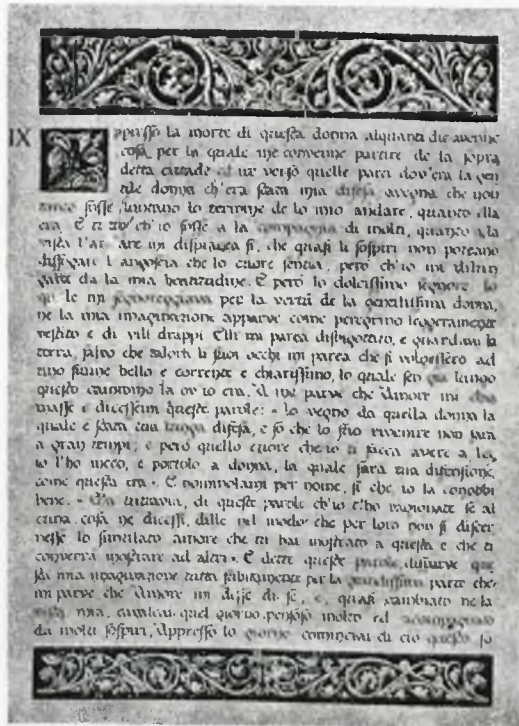 IX Appresso la morte di questa donna alquanti die avenne
cosa per la quale me convenne partire de la sopra
detta cittade ed ire verso quelle parti dov'era la gen
tile donna ch'era stata mia difesa avegna che non
tanto fosse lontano lo termine de lo mio andare, quanto ella
era. E tutto ch'io fosse a la compagnia di molti, quanto a la
vista l'andare mi dispiacea sì, che quasi li sospiri non poteano
disfogare l'angoscia che lo cuore sentia, però ch'io mi dilun
gava da la mia beatitudine. E però lo dolcissimo segnore lo
quale mi segnoreggiava per la vertù de la gentilissima donna,
ne la mia imaginazione apparve come peregrino leggeramente
vestito e di vili drappi. Elli mi parea disbigottito, e guardava la
terra, salvo che talora li suoi occhi mi parea che si volgessero ad
uno fiume bello e corrente e chiarissimo, lo quale sen gia lungo
questo cammino la ov'io era. A me parve che Amore mi chia
masse e dicessemi queste parole: « Io vegno da quella donna la
quale è stata tua lunga difesa, e so che lo suo rivenire non sarà
a gran tempi; e però quello cuore che io ti facea avere a lei,
io l'ho meco, e portolo a donna, la quale sarà tua difensione,
come questa era ». E nominolami per nome, sì che io la conobbi
bene. « Ma tuttavia, di queste parole ch'io t'ho ragionate se al
cuna cosa ne dicessi, dille nel modo che per loro non si discer
nesse lo simulato amore che tu hai mostrato a questa e che ti
converrà mostrare ad altri ». E dette queste parole, disparve que
sta mia imaginazione tutta subitamente per la grandissima parte che
mi parve che Amore mi desse di sé, e, quasi cambiato ne la
vista mia, cavalcai quel giorno pensoso molto ed accompagnato
da molti sospiri. Appresso lo giorno cominciai di ciò questo so